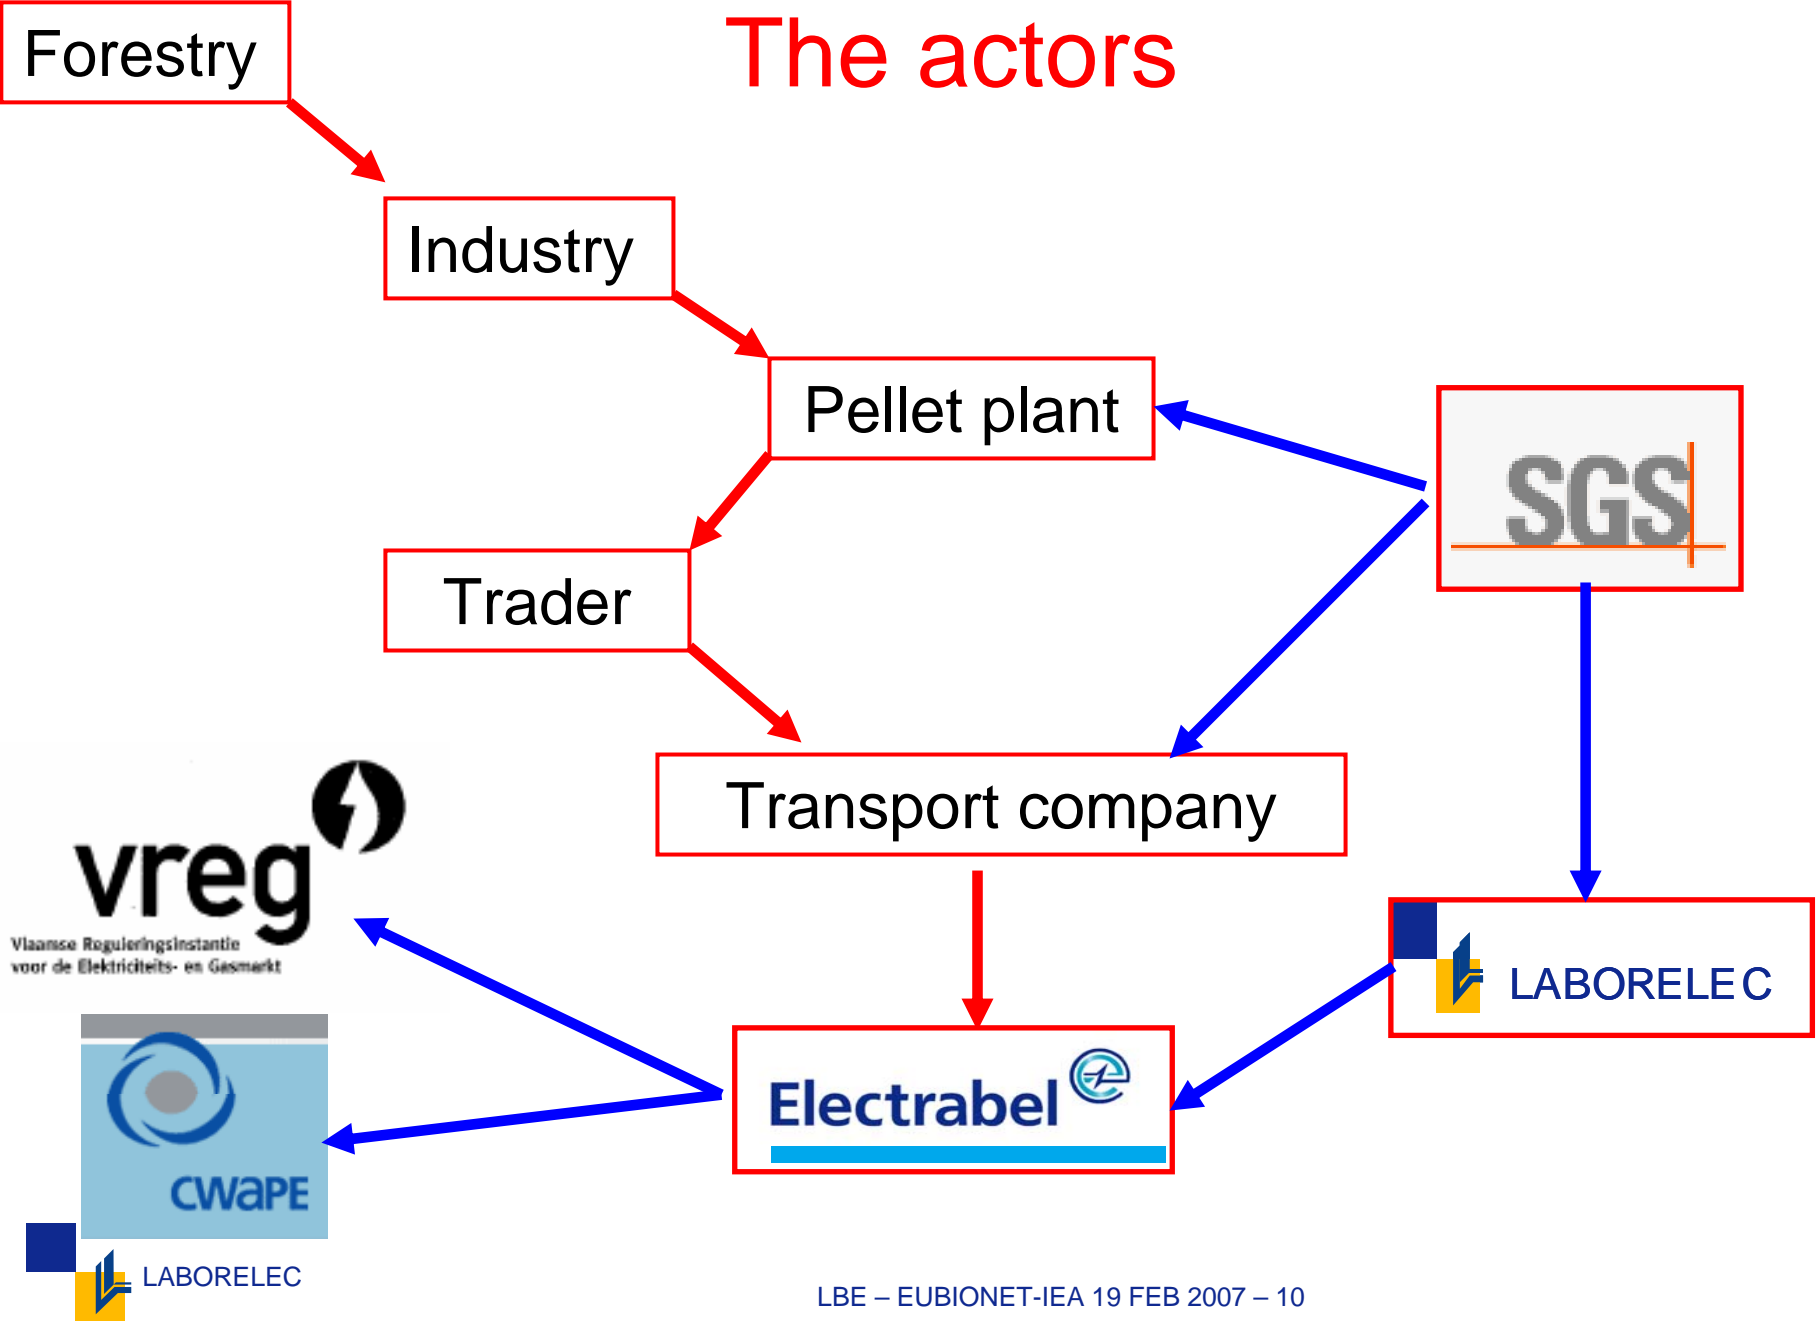 The actors
Forestry
Industry
Pellet plant
SGS
Trader
Transport company
vreg
Vlaamse Reguleringsinstantie
voor de Elektriciteits- en Gasmarkt
LABORELEC
Electrabel
CWAPE
LABORELEC
LBE – EUBIONET-IEA 19 FEB 2007 – 10